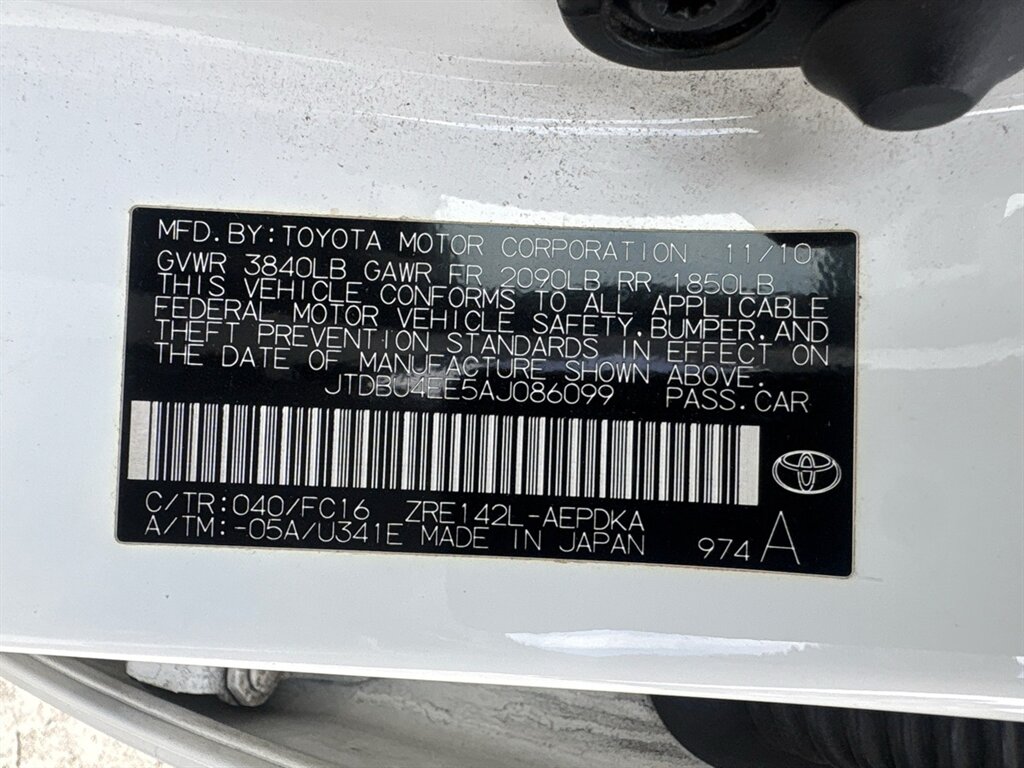 MFD.BY:TOYOTA MOTOR CORPORATION 11/10
GVWR 3840LB GAWR FR 2090LB RR 1850LB
THIS VEHICLE CONFORMS TO ALL APPLICABLE
FEDERAL MOTOR VEHICLE SAFETY,BUMPER,AND
THEFT PREVENTION STANDARDS IN EFFECT ON
THE DATE OF MANUFACTURE SHOWN ABOVE.
JTDBU4EE5AJ086099 PASS.CAR
C/TR:040/FC16 ZRE142L-AEPDKA
A/TM:-05A/U341E MADE IN JAPAN 974 A